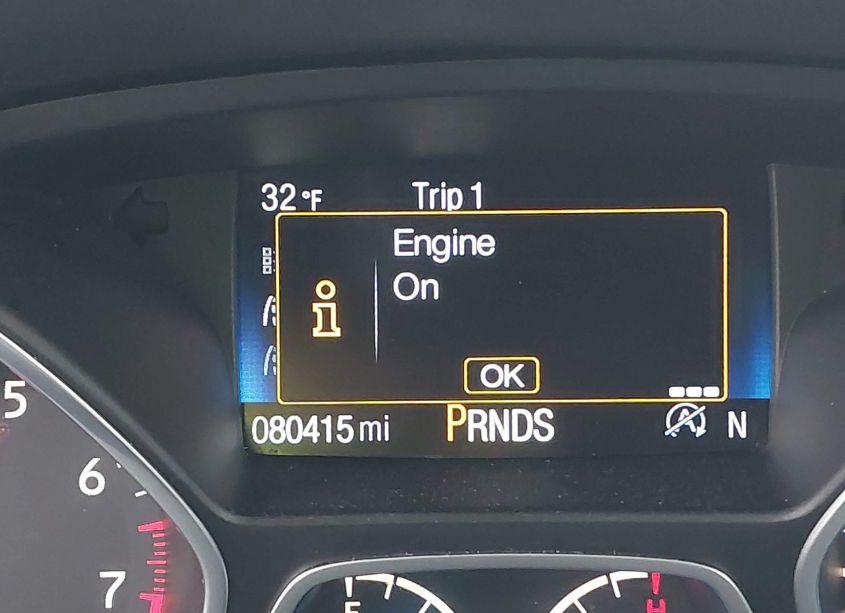 32°F Trip 1
Engine
On
OK
080415 mi PRNDS N
5
6
7
F
H